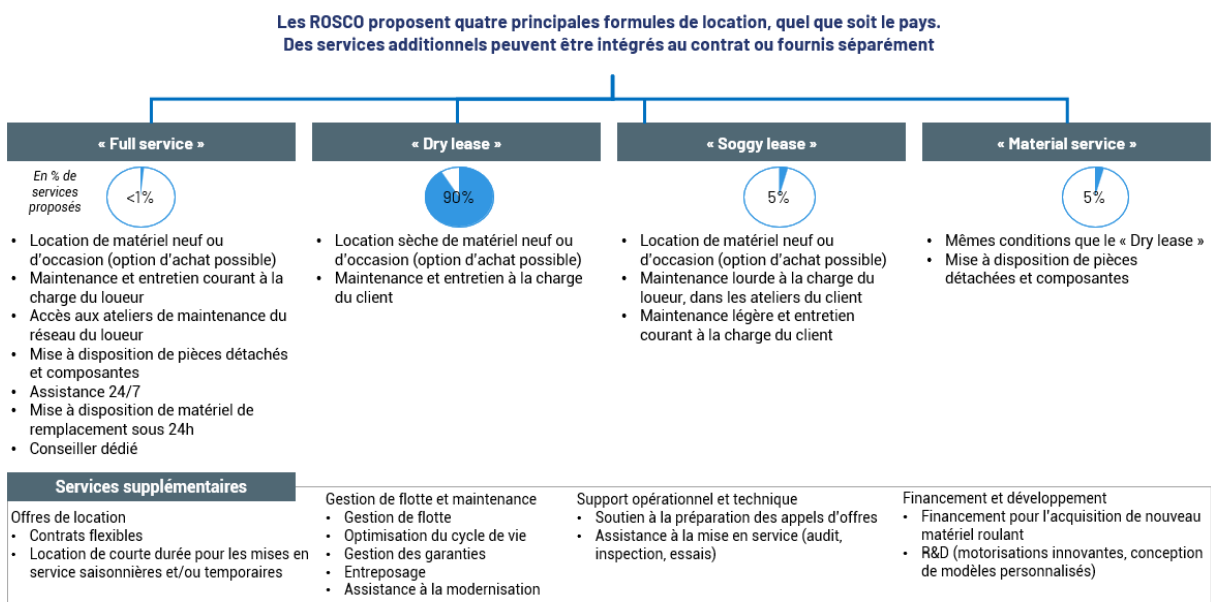 Les ROSCO proposent quatre principales formules de location, quel que soit le pays.
Des services additionnels peuvent être intégrés au contrat ou fournis séparément
« Full service »
En % de
services
proposés
<1%
• Location de matériel neuf ou
d'occasion (option d'achat possible)
• Maintenance et entretien courant à la
charge du loueur
• Accès aux ateliers de maintenance du
réseau du loueur
• Mise à disposition de pièces détachés
et composantes
• Assistance 24/7
• Mise à disposition de matériel de
remplacement sous 24h
• Conseiller dédié
« Dry lease »
90%
• Location sèche de matériel neuf ou
d'occasion (option d'achat possible)
• Maintenance et entretien à la charge
du client
« Soggy lease »
5%
• Location de matériel neuf ou
d'occasion (option d'achat possible)
• Maintenance lourde à la charge du
loueur, dans les ateliers du client
• Maintenance légère et entretien
courant à la charge du client
« Material service »
5%
• Mêmes conditions que le « Dry lease »
• Mise à disposition de pièces
détachées et composantes
Services supplémentaires
Offres de location
• Contrats flexibles
• Location de courte durée pour les mises en
service saisonnières et/ou temporaires
Gestion de flotte et maintenance
• Gestion de flotte
• Optimisation du cycle de vie
• Gestion des garanties
• Entreposage
• Assistance à la modernisation
Support opérationnel et technique
• Soutien à la préparation des appels d'offres
• Assistance à la mise en service (audit,
inspection, essais)
Financement et développement
• Financement pour l'acquisition de nouveau
matériel roulant
• R&D (motorisations innovantes, conception
de modèles personnalisés)